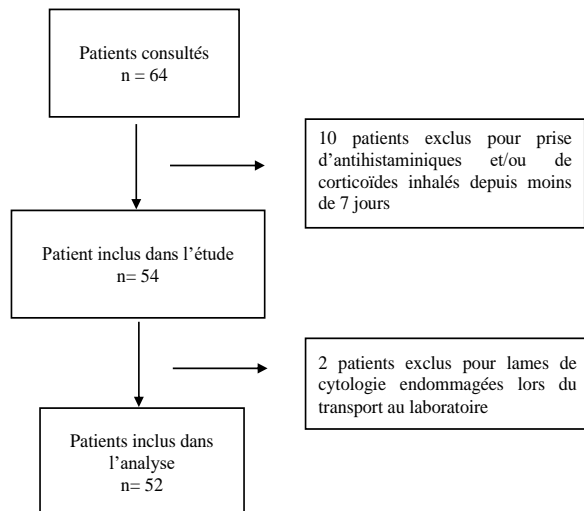 Patients consultés
n = 64
10 patients exclus pour prise
d’antihistaminiques et/ou de
corticoïdes inhalés depuis moins
de 7 jours
Patient inclus dans l’étude
n= 54
2 patients exclus pour lames de
cytologie endommagées lors du
transport au laboratoire
Patients inclus dans
l’analyse
n= 52